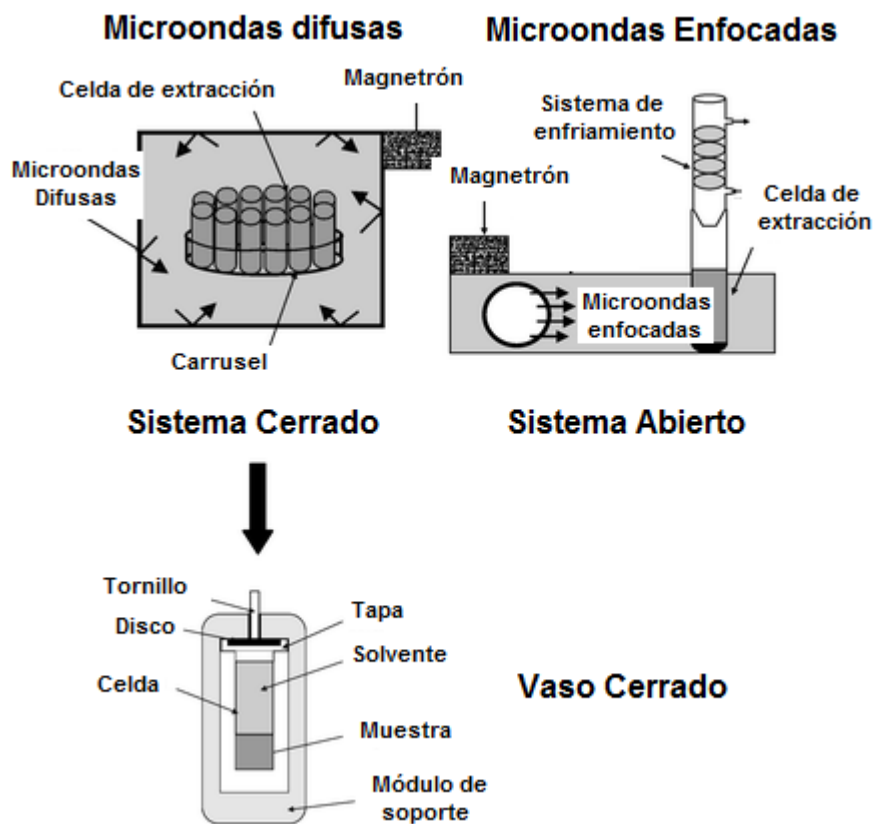 Microondas difusas
Celda de extracción
Magnetrón
Microondas
Difusas
Carrusel
Sistema Cerrado
Microondas Enfocadas
Sistema de
enfriamiento
Magnetrón
Celda de
extracción
Microondas
enfocadas
Sistema Abierto
Tornillo
Tapa
Disco
Solvente
Celda
Muestra
Módulo de
soporte
Vaso Cerrado